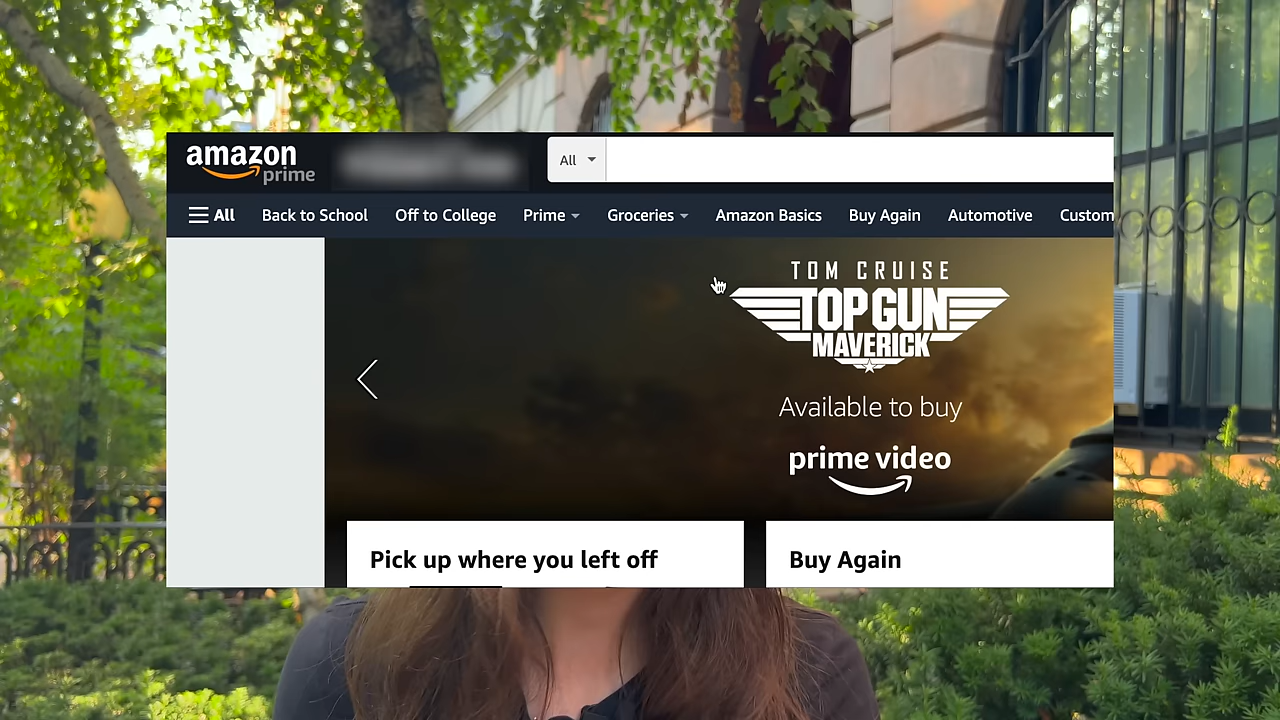 amazon
prime
All
All
Back to School
Off to College
Prime
Groceries
Amazon Basics
Buy Again
Automotive
Custom
TOM CRUISE
TOP GUN
MAVERICK
Available to buy
prime video
Pick up where you left off
Buy Again